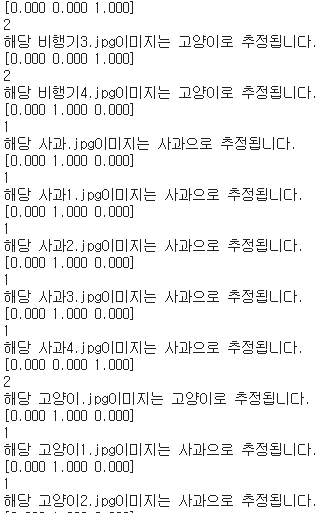 [0.000 0.000 1.000]
2
해당 비행기3.jpg이미지는 고양이로 추정됩니다.
[0.000 0.000 1.000]
2
해당 비행기4.jpg이미지는 고양이로 추정됩니다.
[0.000 1.000 0.000]
1
해당 사과.jpg이미지는 사과으로 추정됩니다.
[0.000 1.000 0.000]
1
해당 사과1.jpg이미지는 사과으로 추정됩니다.
[0.000 1.000 0.000]
1
해당 사과2.jpg이미지는 사과으로 추정됩니다.
[0.000 1.000 0.000]
1
해당 사과3.jpg이미지는 사과으로 추정됩니다.
[0.000 1.000 0.000]
1
해당 사과4.jpg이미지는 사과으로 추정됩니다.
[0.000 0.000 1.000]
2
해당 고양이.jpg이미지는 고양이로 추정됩니다.
[0.000 1.000 0.000]
1
해당 고양이1.jpg이미지는 사과으로 추정됩니다.
[0.000 1.000 0.000]
1
해당 고양이2.jpg이미지는 사과으로 추정됩니다.